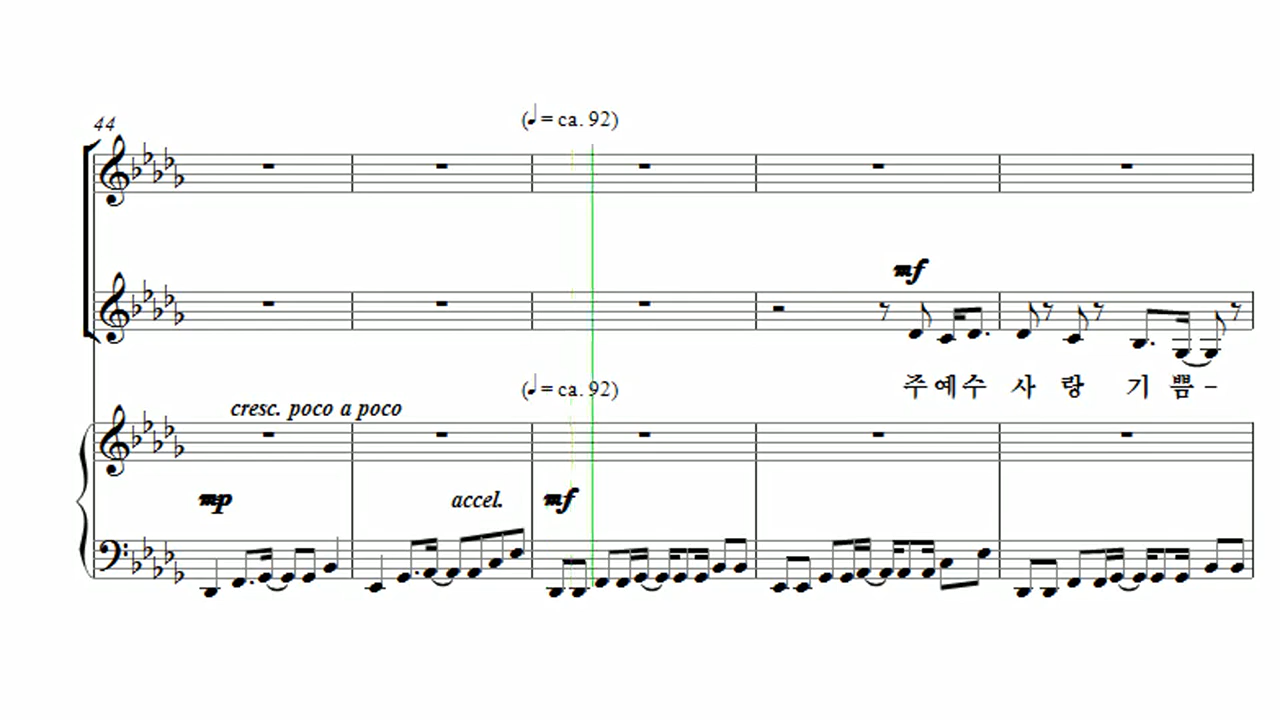 44
(♩= ca. 92)
mf
주 예 수 사 랑 기 쁨 -
(♩= ca. 92)
cresc. poco a poco
mp accel. mf